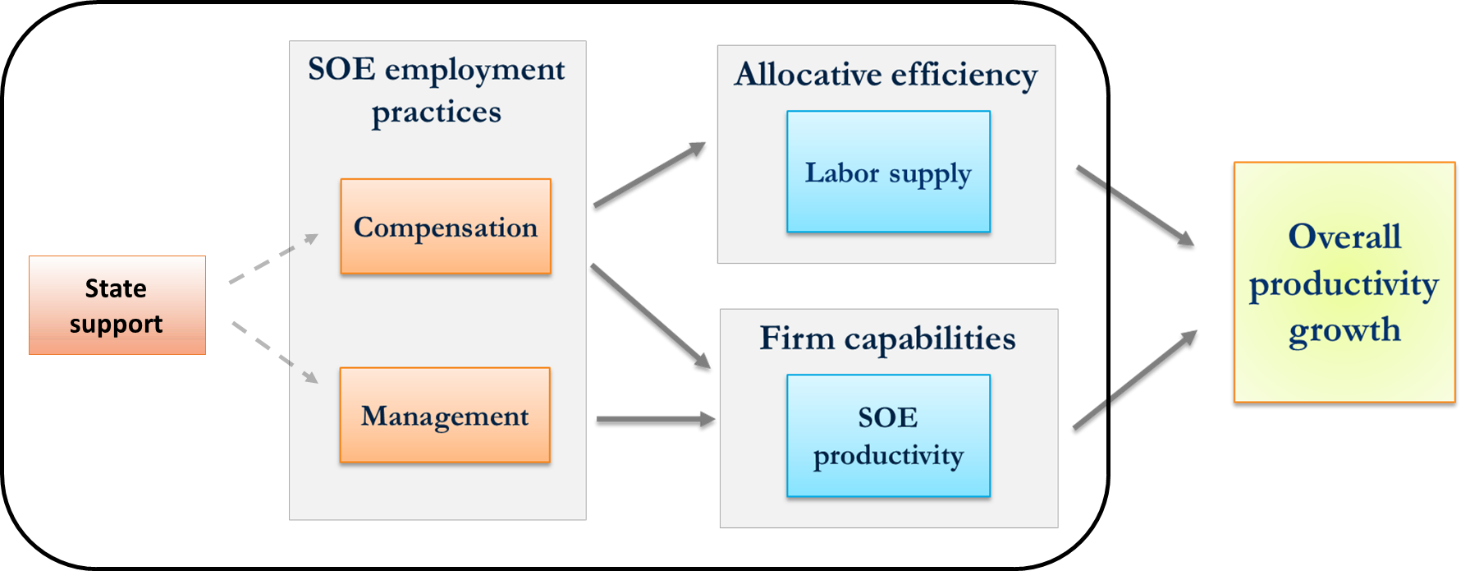 State
support
SOE employment
practices
Compensation
Management
Allocative efficiency
Labor supply
Firm capabilities
SOE
productivity
Overall
productivity
growth